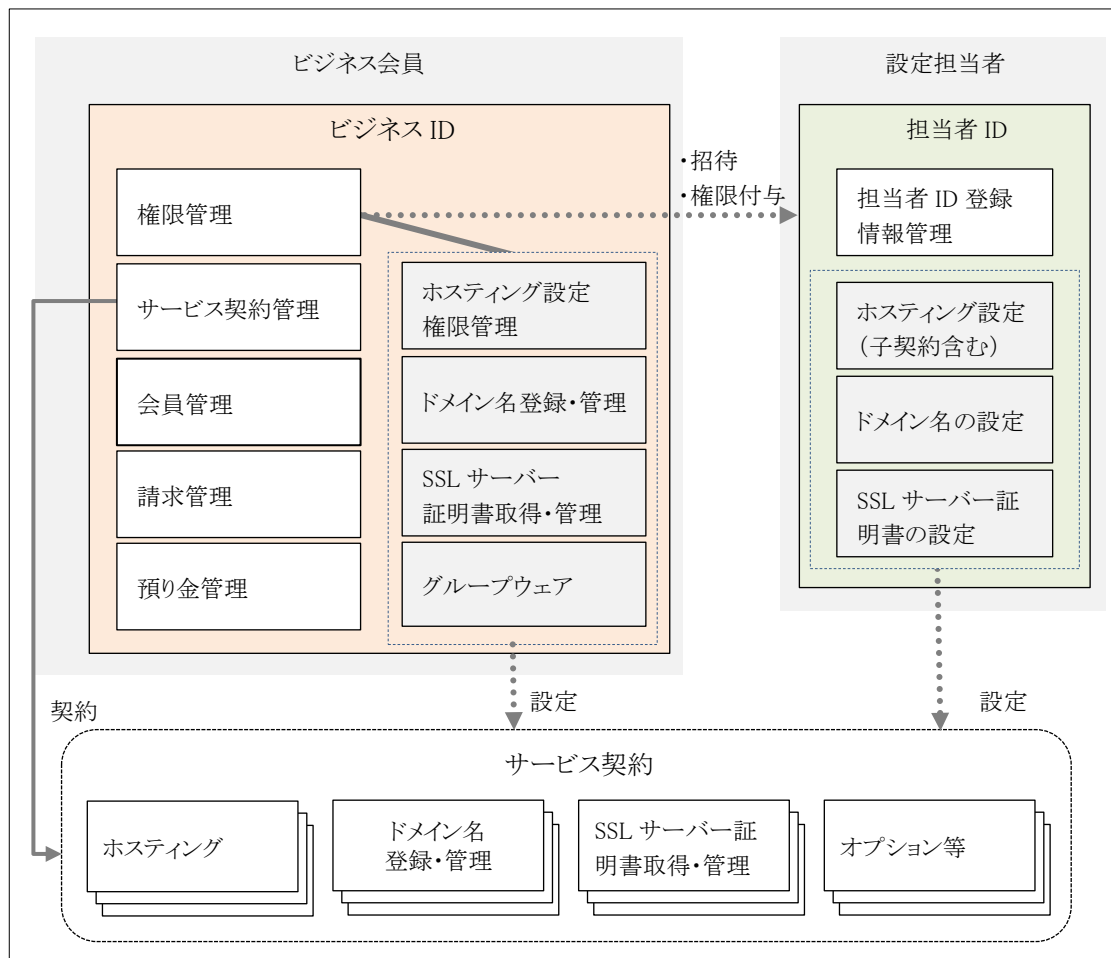 ビジネス会員
設定担当者
ビジネス ID
担当者 ID
権限管理
・招待
・権限付与
担当者 ID 登録
情報管理
サービス契約管理
ホスティング設定
権限管理
ホスティング設定
（子契約含む）
会員管理
ドメイン名登録・管理
ドメイン名の設定
請求管理
SSL サーバー
証明書取得・管理
SSL サーバー証
明書の設定
預り金管理
グループウェア
契約
設定
設定
サービス契約
ホスティング
ドメイン名
登録・管理
SSL サーバー証
明書取得・管理
オプション等